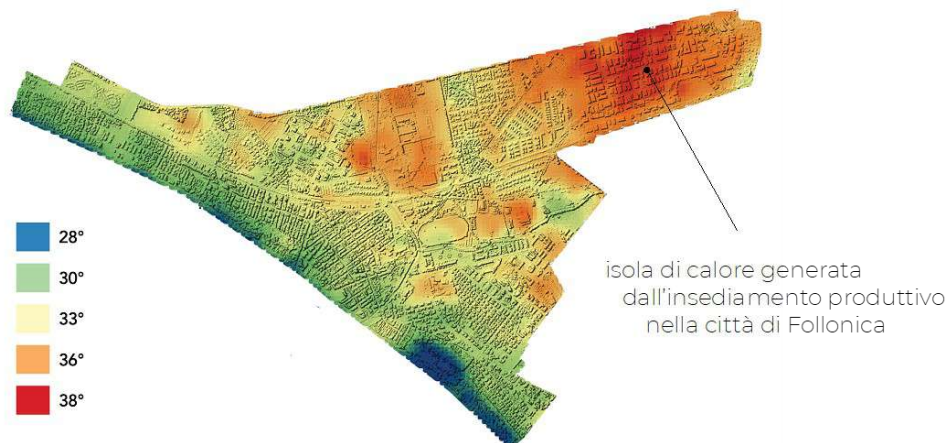 28°
30°
33°
36°
38°
isola di calore generata
dall'insediamento produttivo
nella città di Follonica